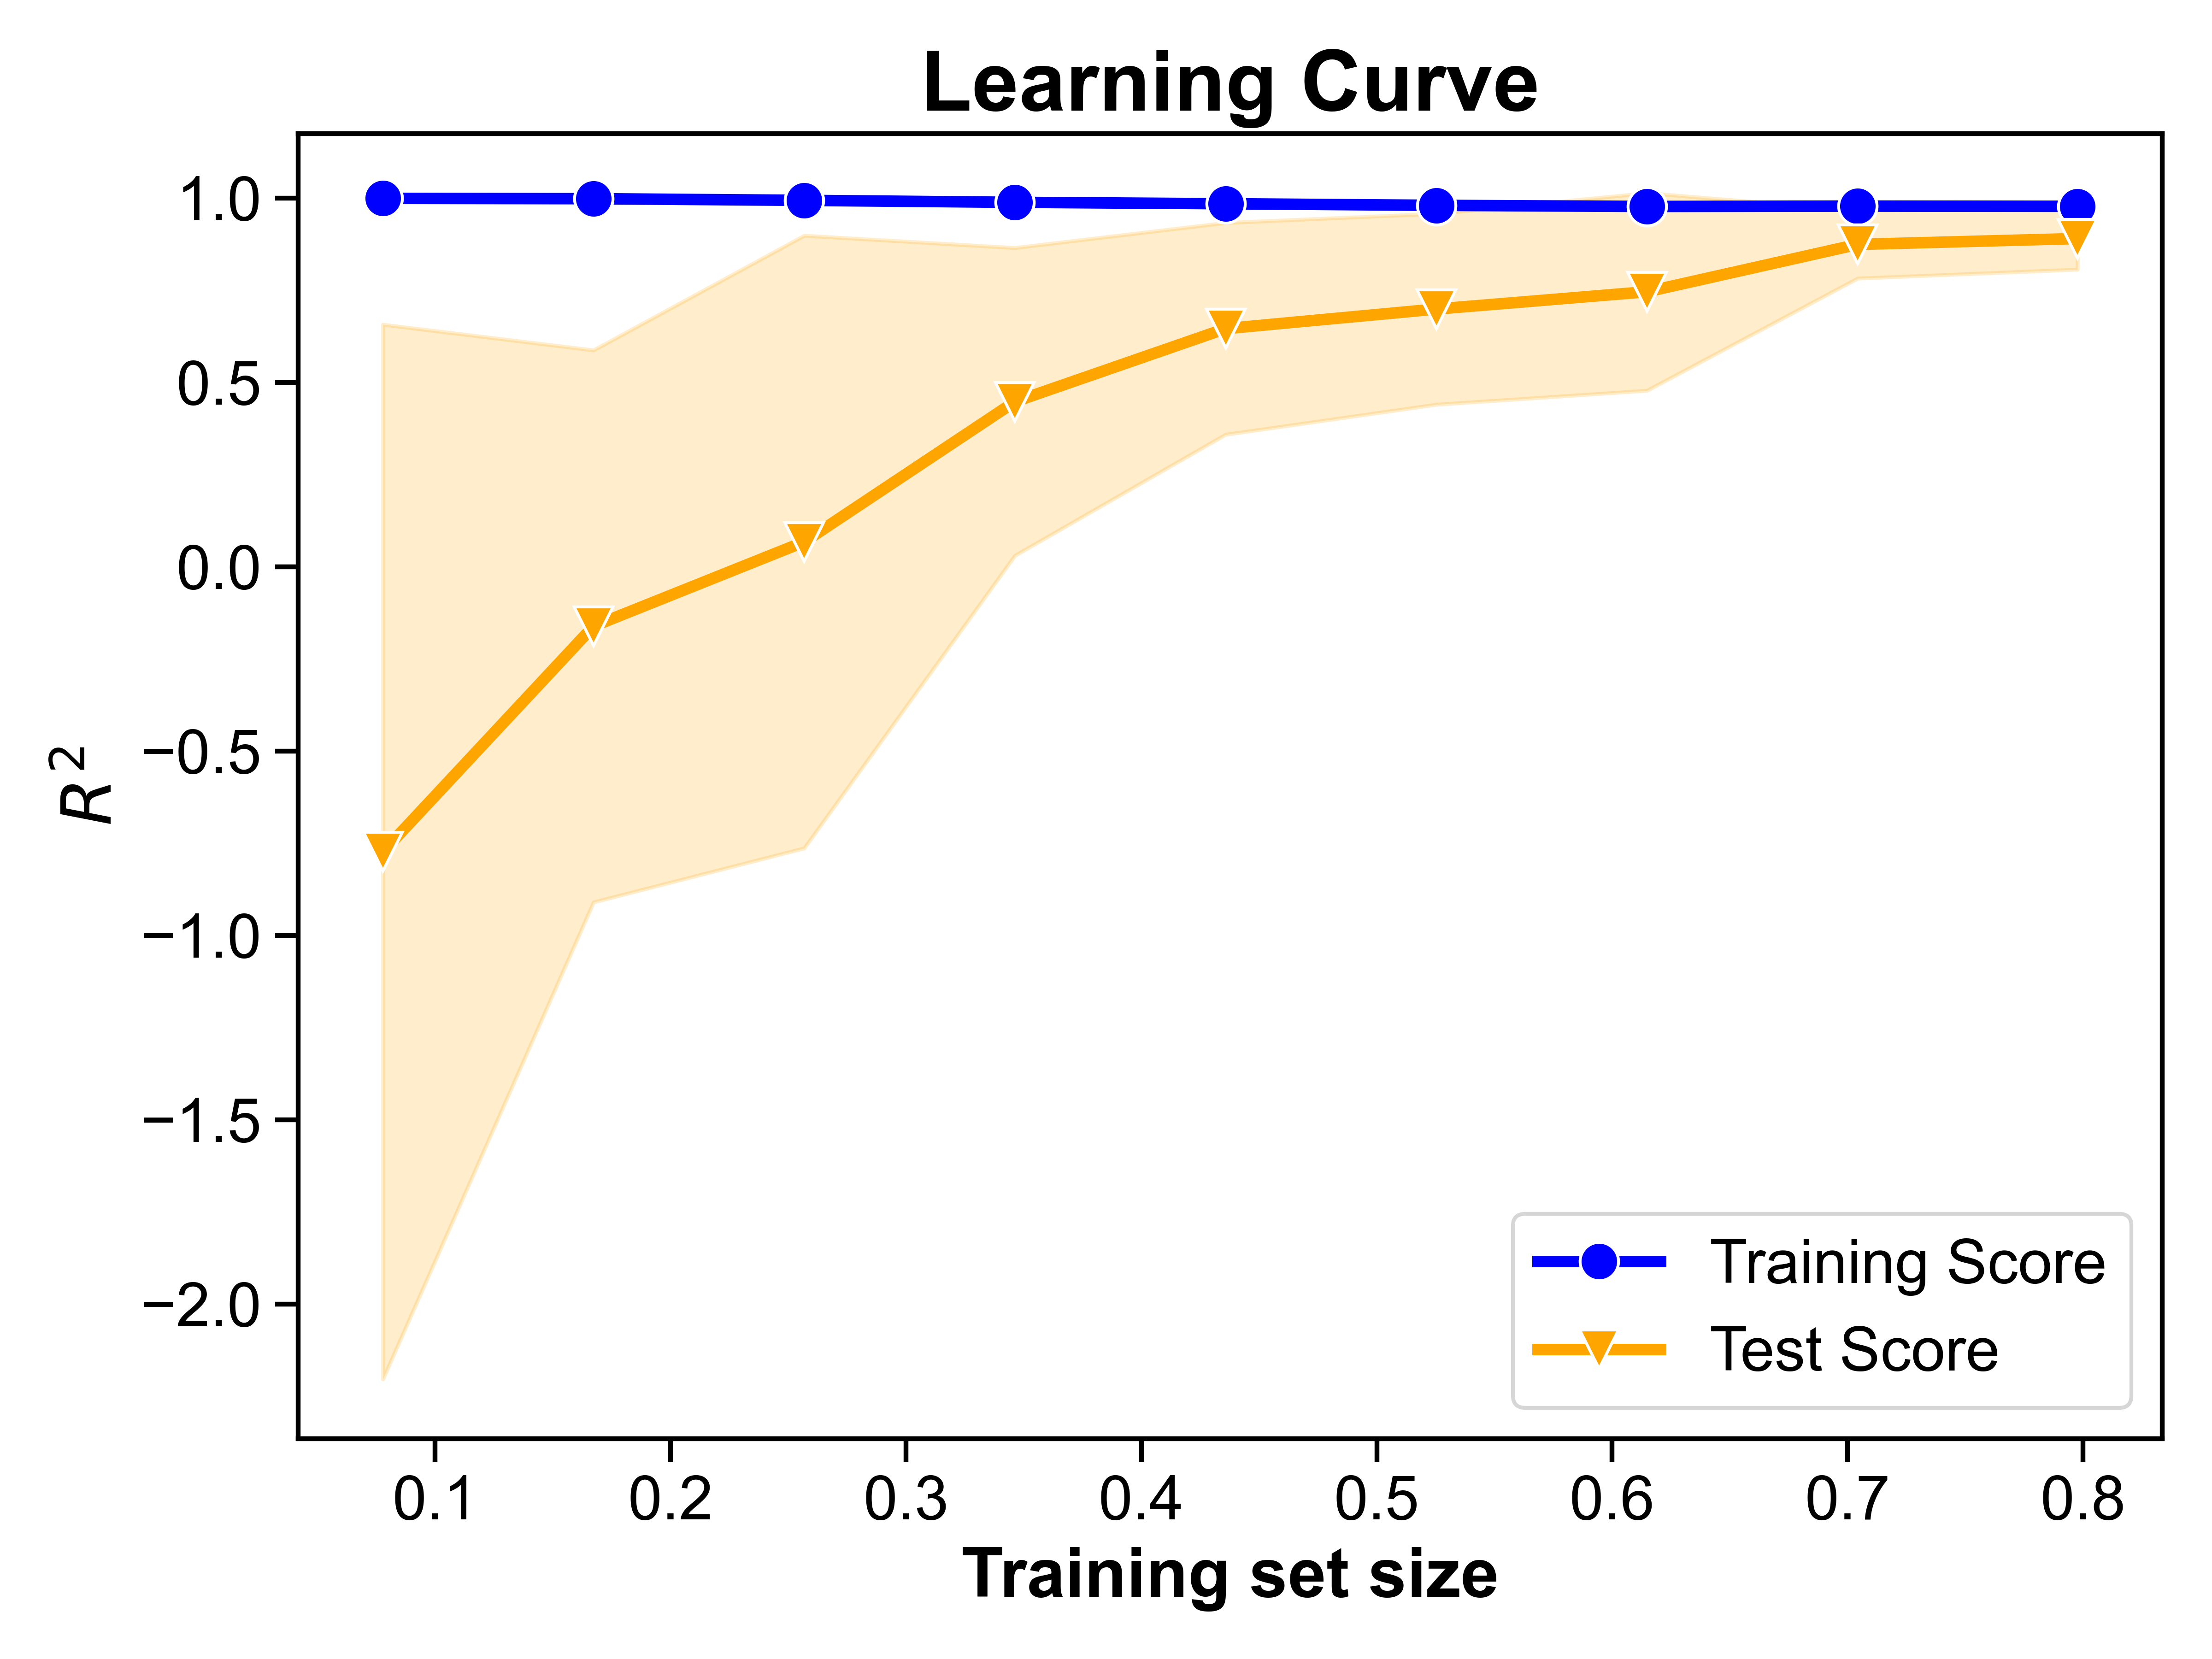 Learning Curve
1.0
0.5
0.0
−0.5
−1.0
−1.5
−2.0
R²
Training Score
Test Score
0.1 0.2 0.3 0.4 0.5 0.6 0.7 0.8
Training set size